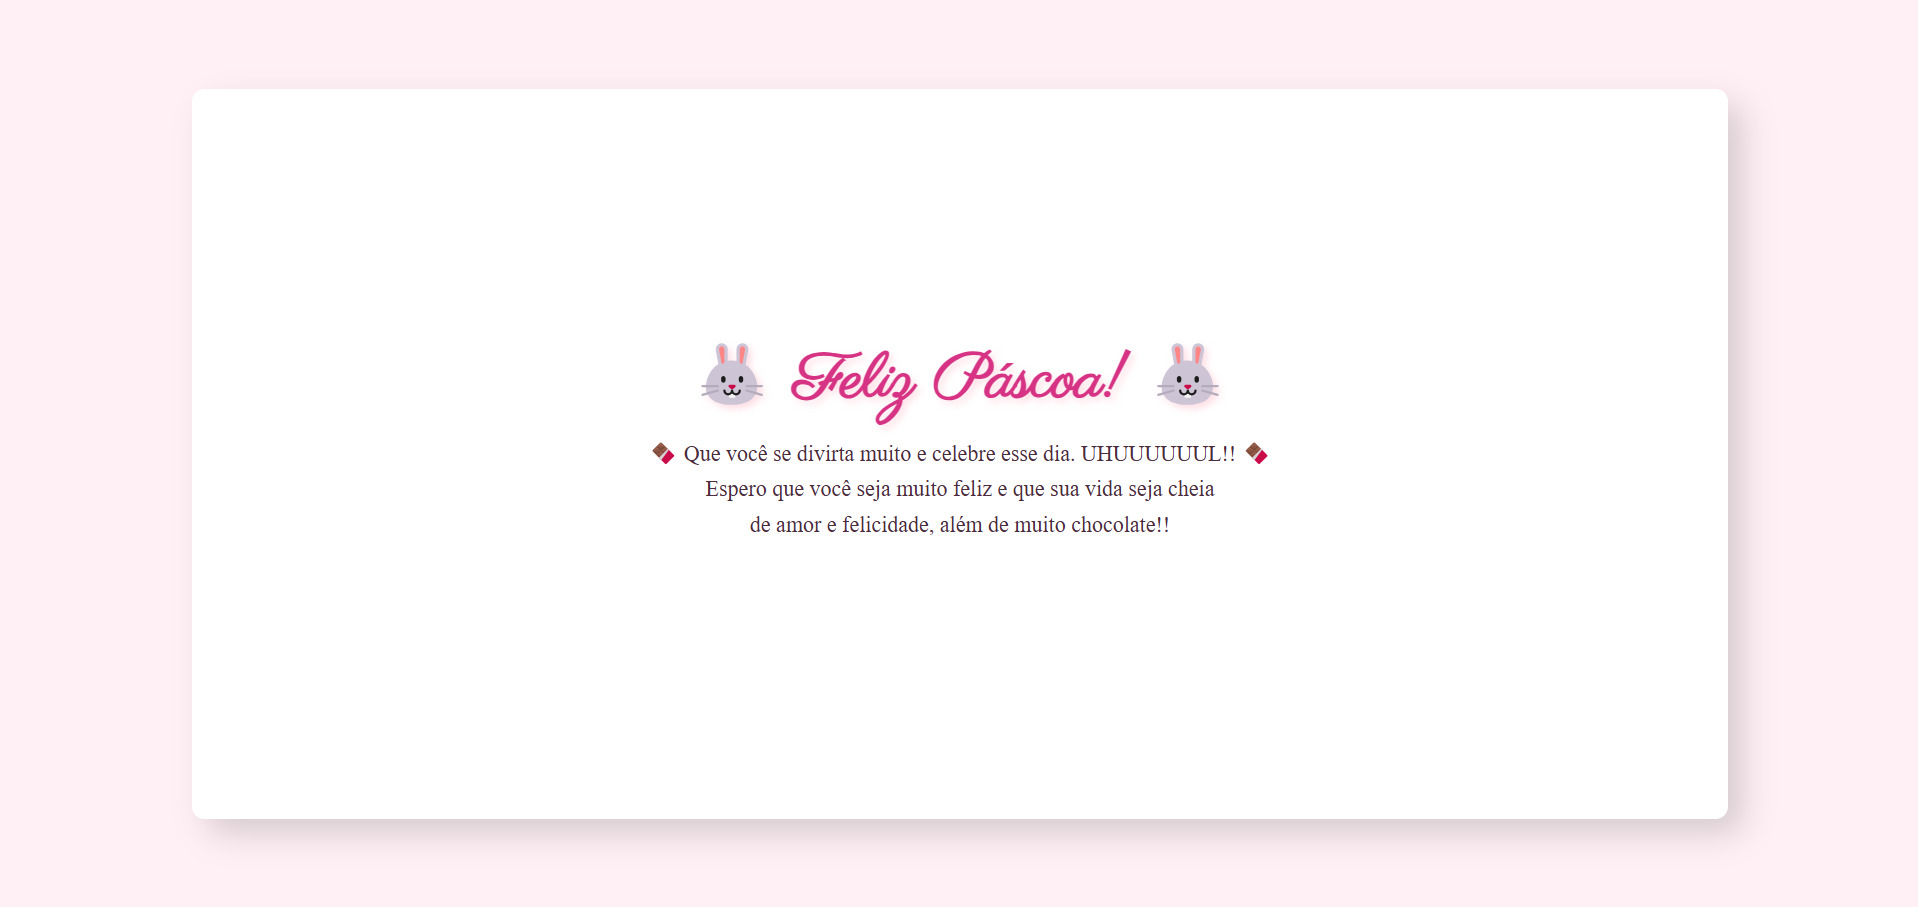 🐰 Feliz Páscoa! 🐰
🍫 Que você se divirta muito e celebre esse dia. UHUUUUUUL!! 🍫
Espero que você seja muito feliz e que sua vida seja cheia
de amor e felicidade, além de muito chocolate!!